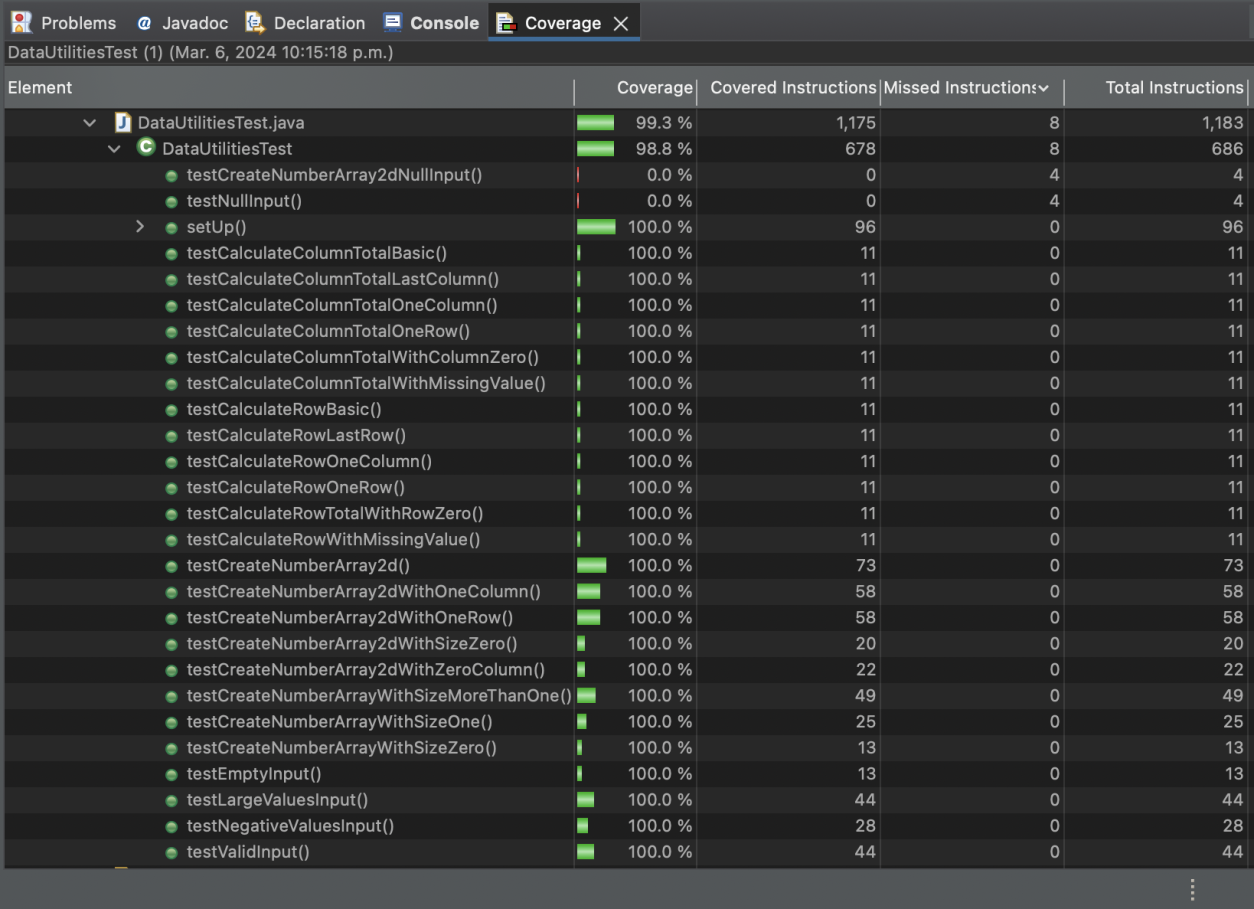 Problems @ Javadoc Declaration Console Coverage
DataUtilitiesTest (1) (Mar. 6, 2024 10:15:18 p.m.)
Element Coverage Covered Instructions Missed Instructions Total Instructions
DataUtilitiesTest.java 99.3 % 1,175 8 1,183
DataUtilitiesTest 98.8 % 678 8 686
testCreateNumberArray2dNullInput() 0.0 % 0 4 4
testNullInput() 0.0 % 0 4 4
setUp() 100.0 % 96 0 96
testCalculateColumnTotalBasic() 100.0 % 11 0 11
testCalculateColumnTotalLastColumn() 100.0 % 11 0 11
testCalculateColumnTotalOneColumn() 100.0 % 11 0 11
testCalculateColumnTotalOneRow() 100.0 % 11 0 11
testCalculateColumnTotalWithColumnZero() 100.0 % 11 0 11
testCalculateColumnTotalWithMissingValue() 100.0 % 11 0 11
testCalculateRowBasic() 100.0 % 11 0 11
testCalculateRowLastRow() 100.0 % 11 0 11
testCalculateRowOneColumn() 100.0 % 11 0 11
testCalculateRowOneRow() 100.0 % 11 0 11
testCalculateRowTotalWithRowZero() 100.0 % 11 0 11
testCalculateRowWithMissingValue() 100.0 % 11 0 11
testCreateNumberArray2d() 100.0 % 73 0 73
testCreateNumberArray2dWithOneColumn() 100.0 % 58 0 58
testCreateNumberArray2dWithOneRow() 100.0 % 58 0 58
testCreateNumberArray2dWithSizeZero() 100.0 % 20 0 20
testCreateNumberArray2dWithZeroColumn() 100.0 % 22 0 22
testCreateNumberArrayWithSizeMoreThanOne() 100.0 % 49 0 49
testCreateNumberArrayWithSizeOne() 100.0 % 25 0 25
testCreateNumberArrayWithSizeZero() 100.0 % 13 0 13
testEmptyInput() 100.0 % 13 0 13
testLargeValuesInput() 100.0 % 44 0 44
testNegativeValuesInput() 100.0 % 28 0 28
testValidInput() 100.0 % 44 0 44